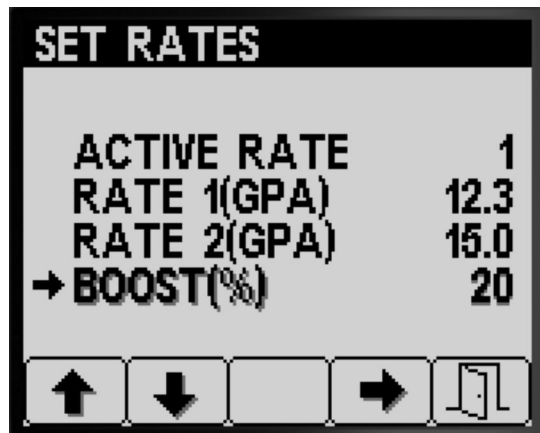 SET RATES
ACTIVE RATE 1
RATE 1(GPA) 12.3
RATE 2(GPA) 15.0
BOOST(%) 20